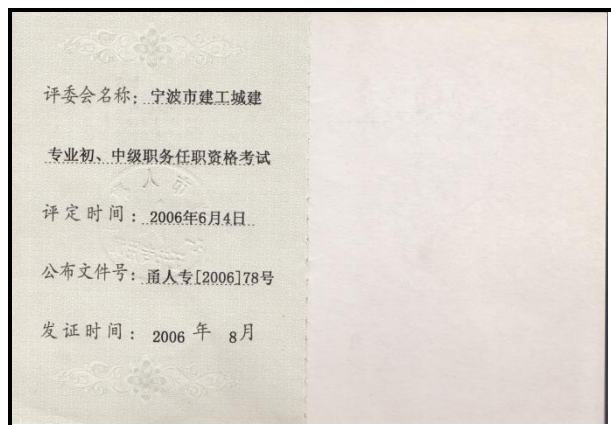 评委会名称：宁波市建工城建
专业初、中级职务任职资格考试
评定时间：2006年6月4日
公布文件号：甬人专[2006]78号
发证时间：2006 年 8月